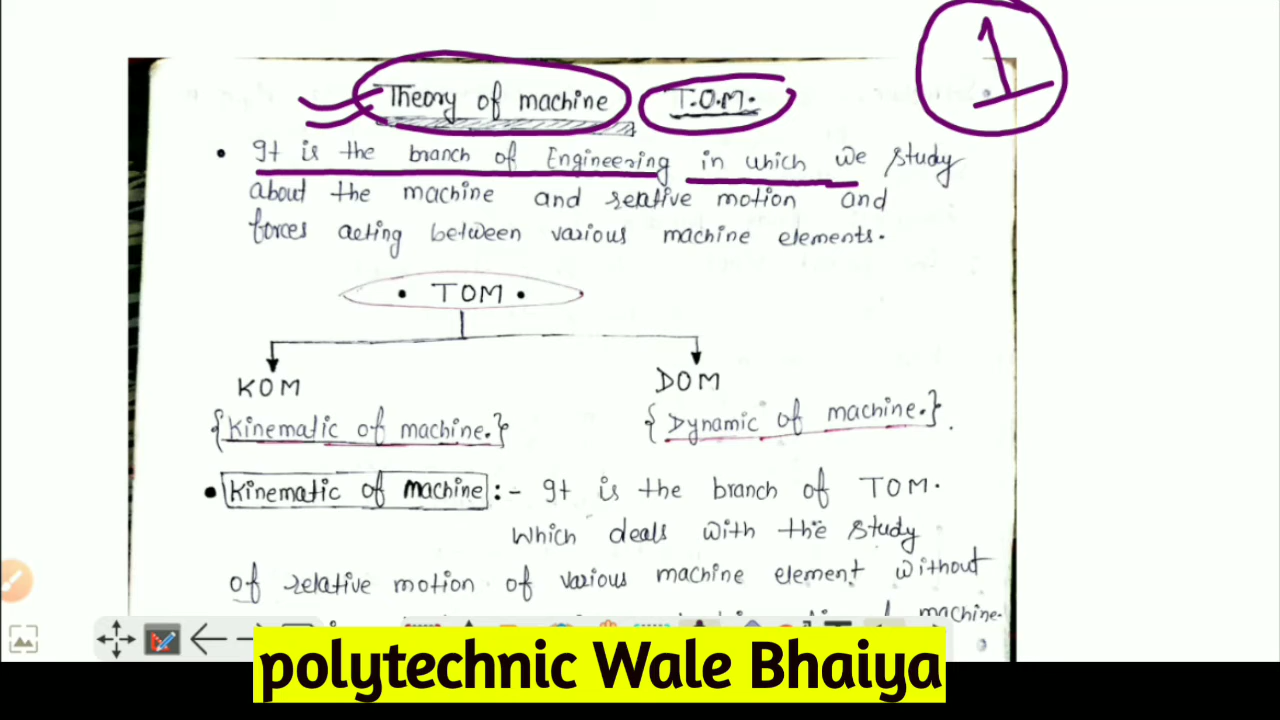 1
Theory of machine T.O.M.
• It is the branch of Engineering in which we study
about the machine and relative motion and
forces acting between various machine elements.
• TOM •
KOM DOM
{Kinematic of machine.} {Dynamic of machine.}.
• Kinematic of machine :- It is the branch of TOM.
Which deals with the study
of relative motion of various machine element without
machine.
polytechnic Wale Bhaiya